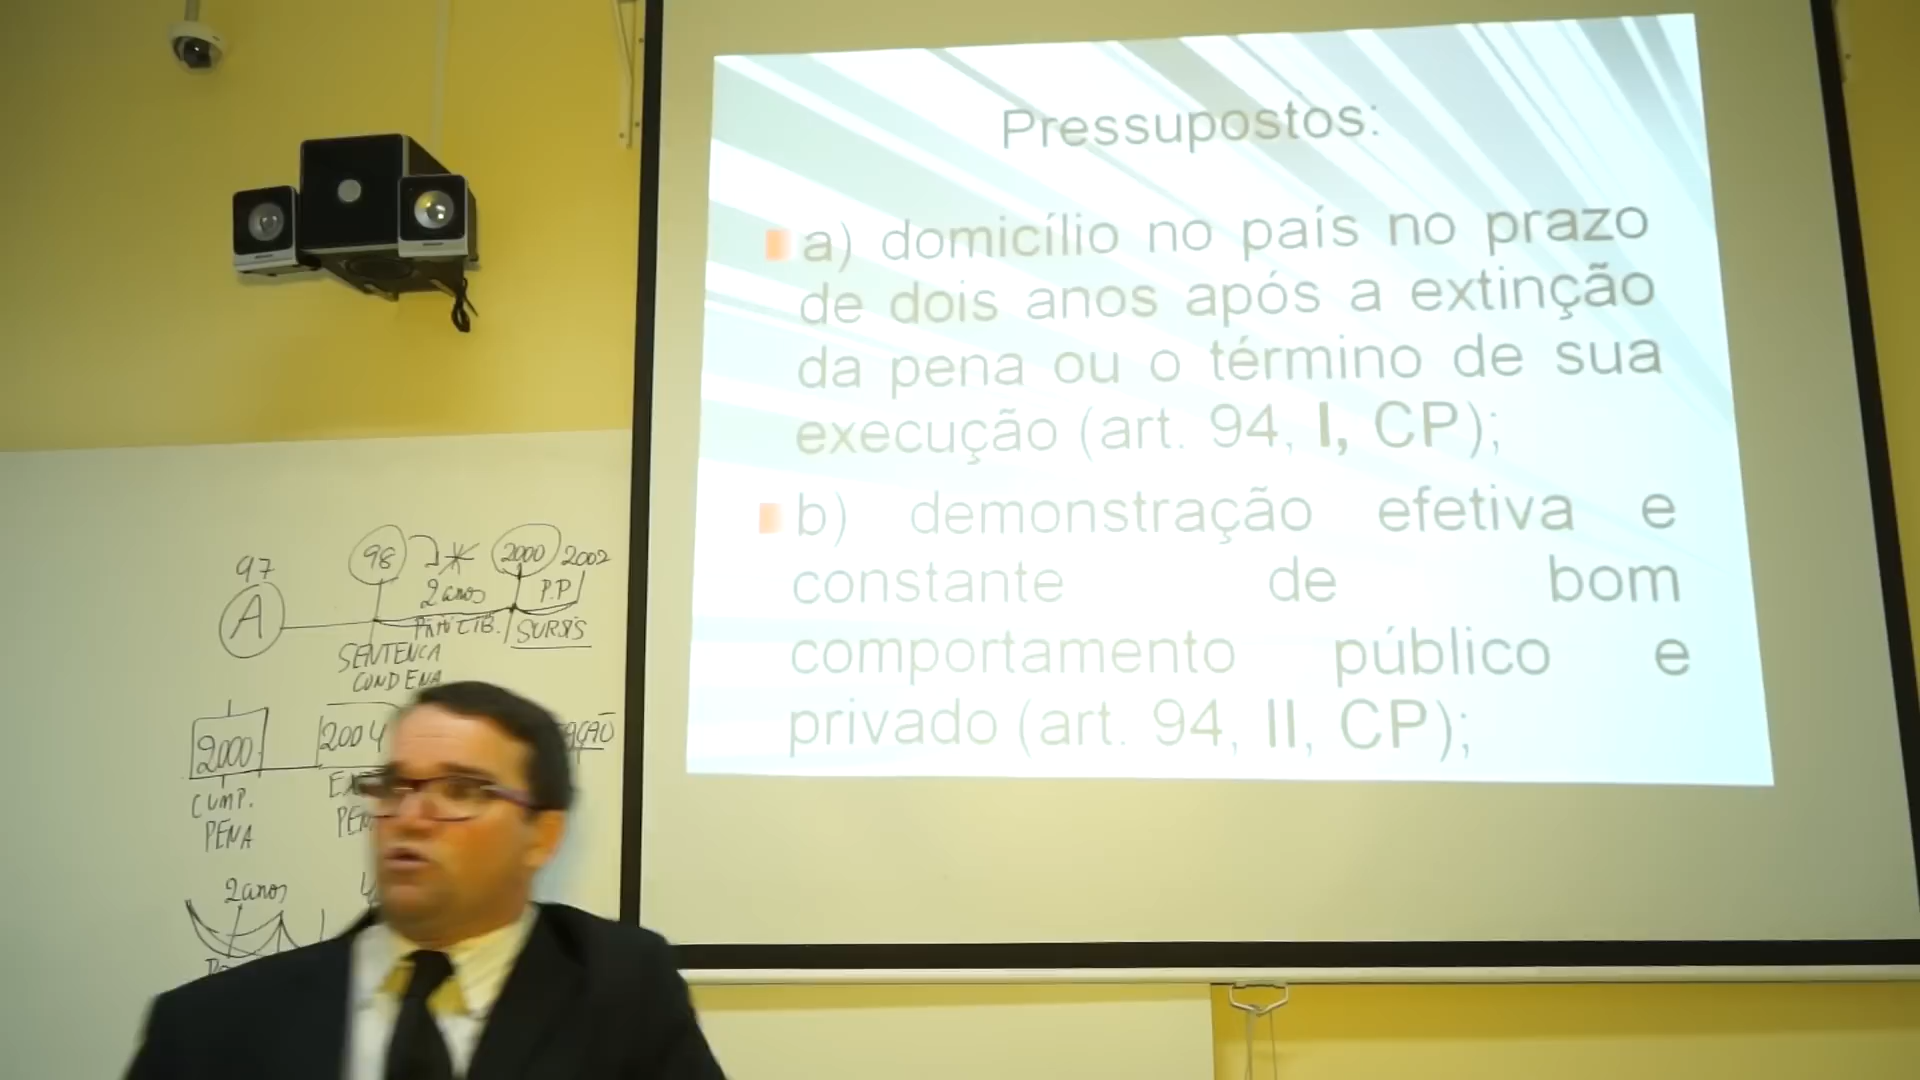 Pressupostos:
a) domicílio no país no prazo
de dois anos após a extinção
da pena ou o término de sua
execução (art. 94, I, CP);
b) demonstração efetiva e
constante de bom
comportamento público e
privado (art. 94, II, CP);
97 98 2000 2002
A 2 anos P.P
SURSIS
SENTENCA
CONDENA
2000 2004
CUMP.
PENA
2 anos